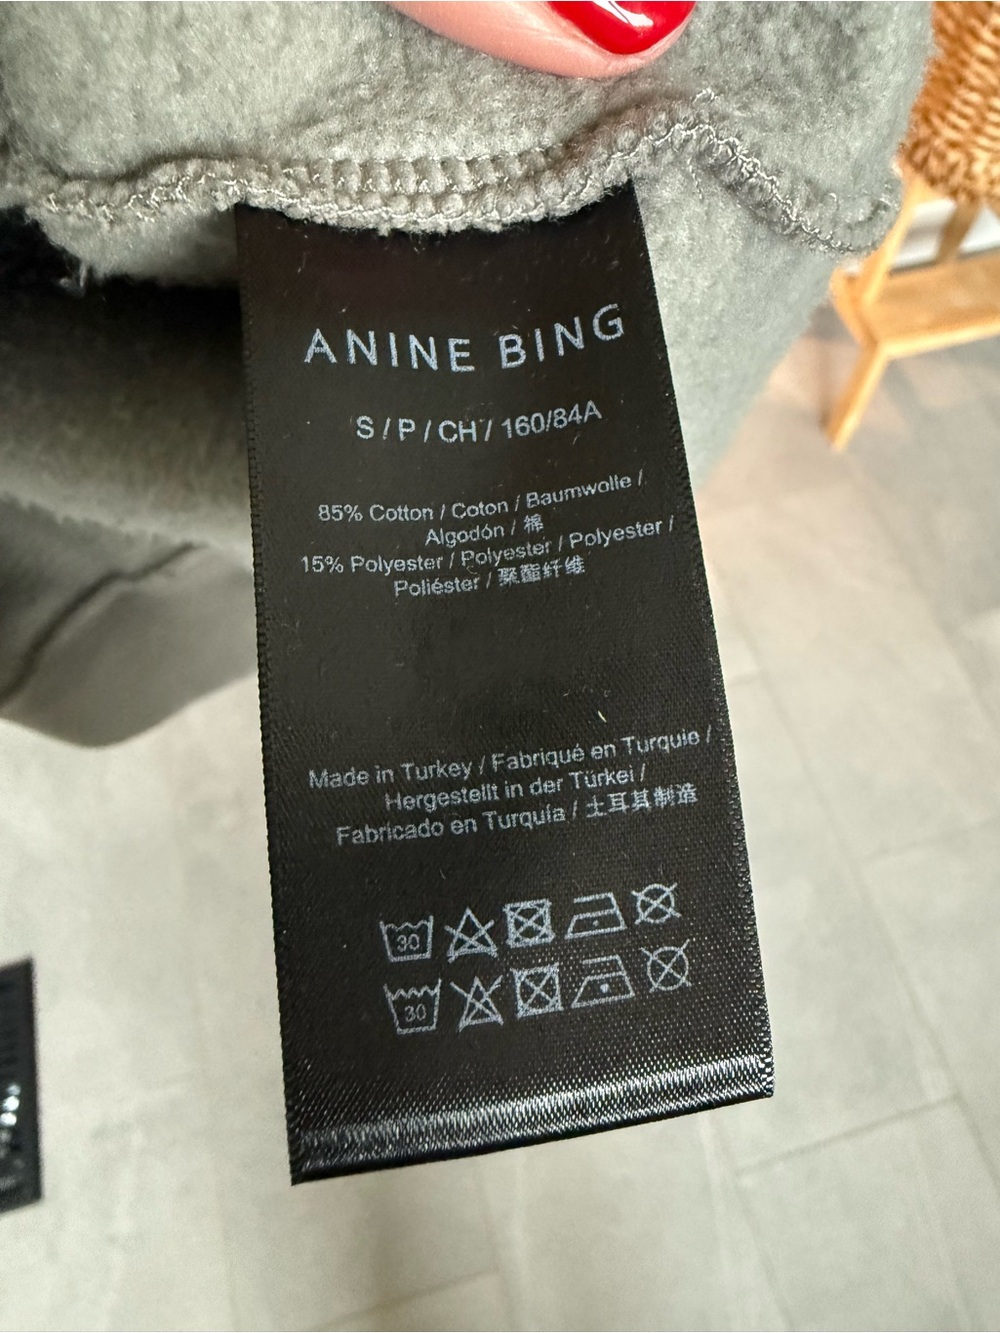 ANINE BING
S / P / CH / 160/84A
85% Cotton / Coton / Baumwolle /
Algodón / 棉
15% Polyester / Polyester / Polyester /
Poliéster / 聚酯纤维
Made in Turkey / Fabriqué en Turquie /
Hergestellt in der Türkei /
Fabricado en Turquía / 土耳其制造
30
30